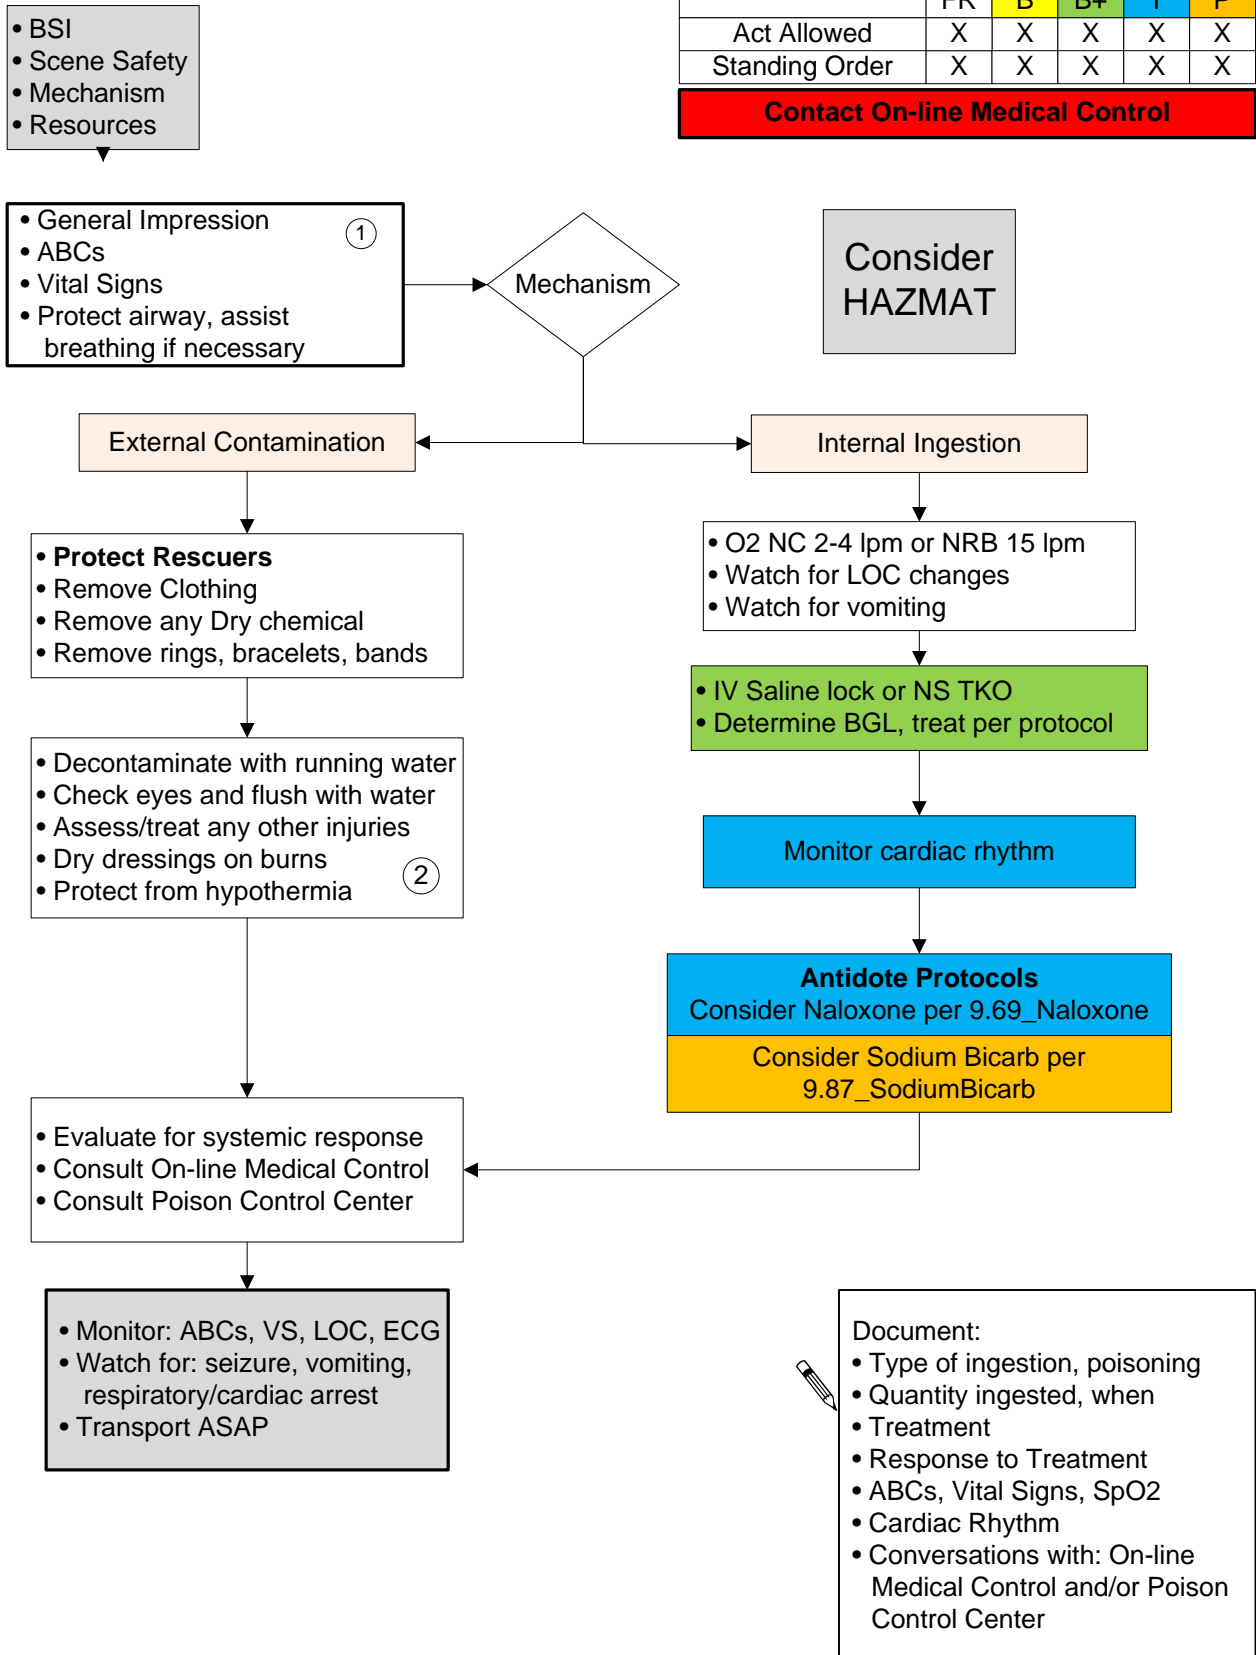 • BSI
• Scene Safety
• Mechanism
• Resources
FR B B+ I P
Act Allowed X X X X X
Standing Order X X X X X
Contact On-line Medical Control
• General Impression
• ABCs
• Vital Signs
• Protect airway, assist
breathing if necessary
1
Mechanism
Consider
HAZMAT
External Contamination
Internal Ingestion
• Protect Rescuers
• Remove Clothing
• Remove any Dry chemical
• Remove rings, bracelets, bands
• O2 NC 2-4 lpm or NRB 15 lpm
• Watch for LOC changes
• Watch for vomiting
• IV Saline lock or NS TKO
• Determine BGL, treat per protocol
• Decontaminate with running water
• Check eyes and flush with water
• Assess/treat any other injuries
• Dry dressings on burns
• Protect from hypothermia
2
Monitor cardiac rhythm
Antidote Protocols
Consider Naloxone per 9.69_Naloxone
Consider Sodium Bicarb per
9.87_SodiumBicarb
• Evaluate for systemic response
• Consult On-line Medical Control
• Consult Poison Control Center
• Monitor: ABCs, VS, LOC, ECG
• Watch for: seizure, vomiting,
respiratory/cardiac arrest
• Transport ASAP
Document:
• Type of ingestion, poisoning
• Quantity ingested, when
• Treatment
• Response to Treatment
• ABCs, Vital Signs, SpO2
• Cardiac Rhythm
• Conversations with: On-line
Medical Control and/or Poison
Control Center